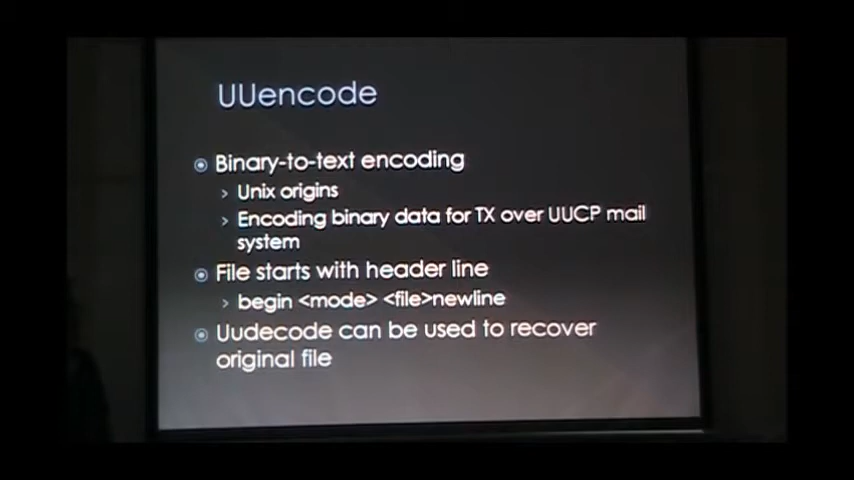 UUencode
Binary-to-text encoding
Unix origins
Encoding binary data for TX over UUCP mail
system
File starts with header line
begin <mode> <file>newline
Uudecode can be used to recover
original file